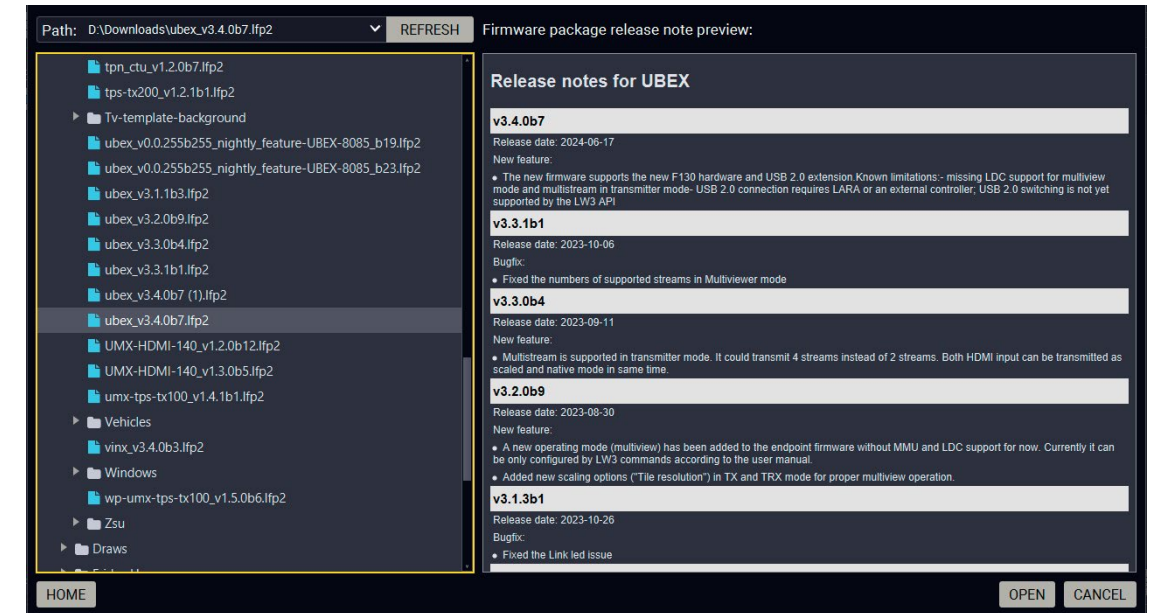 Path: D:\Downloads\ubex_v3.4.0b7.lfp2
REFRESH
Firmware package release note preview:
tpn_ctu_v1.2.0b7.lfp2
tps-tx200_v1.2.1b1.lfp2
Tv-template-background
ubex_v0.0.255b255_nightly_feature-UBEX-8085_b19.lfp2
ubex_v0.0.255b255_nightly_feature-UBEX-8085_b23.lfp2
ubex_v3.1.1b3.lfp2
ubex_v3.2.0b9.lfp2
ubex_v3.3.0b4.lfp2
ubex_v3.3.1b1.lfp2
ubex_v3.4.0b7 (1).lfp2
ubex_v3.4.0b7.lfp2
UMX-HDMI-140_v1.2.0b12.lfp2
UMX-HDMI-140_v1.3.0b5.lfp2
umx-tps-tx100_v1.4.1b1.lfp2
Vehicles
vinx_v3.4.0b3.lfp2
Windows
wp-umx-tps-tx100_v1.5.0b6.lfp2
Zsu
Draws
Release notes for UBEX
v3.4.0b7
Release date: 2024-06-17
New feature:
• The new firmware supports the new F130 hardware and USB 2.0 extension.Known limitations:- missing LDC support for multiview
mode and multistream in transmitter mode- USB 2.0 connection requires LARA or an external controller; USB 2.0 switching is not yet
supported by the LW3 API
v3.3.1b1
Release date: 2023-10-06
Bugfix:
• Fixed the numbers of supported streams in Multiviewer mode
v3.3.0b4
Release date: 2023-09-11
New feature:
• Multistream is supported in transmitter mode. It could transmit 4 streams instead of 2 streams. Both HDMI input can be transmitted as
scaled and native mode in same time.
v3.2.0b9
Release date: 2023-08-30
New feature:
• A new operating mode (multiview) has been added to the endpoint firmware without MMU and LDC support for now. Currently it can
be only configured by LW3 commands according to the user manual.
• Added new scaling options ("Tile resolution") in TX and TRX mode for proper multiview operation.
v3.1.3b1
Release date: 2023-10-26
Bugfix:
• Fixed the Link led issue
HOME
OPEN
CANCEL